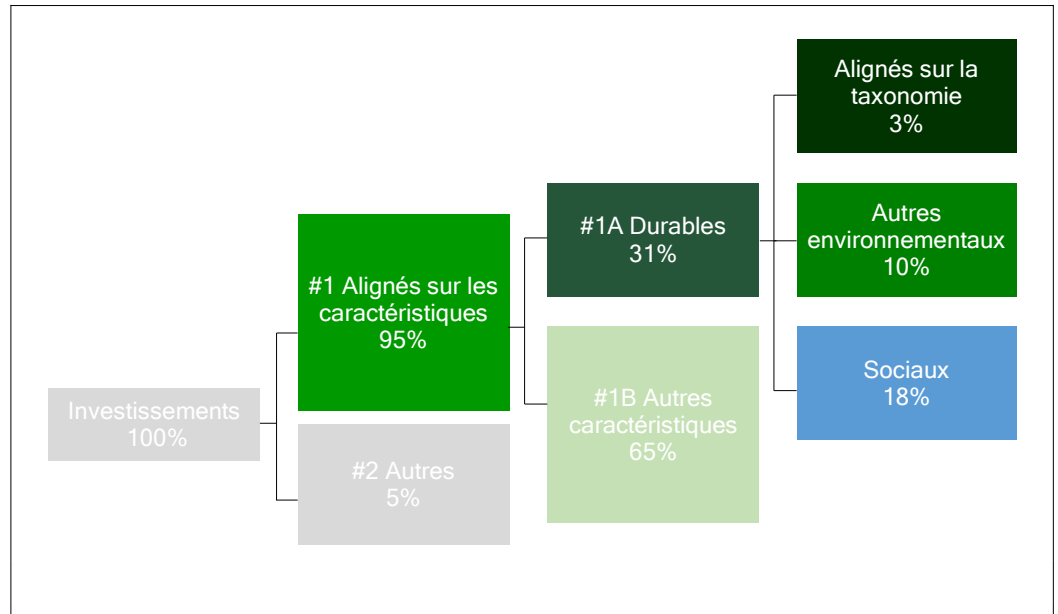 Investissements
100%
#1 Alignés sur les
caractéristiques
95%
#2 Autres
5%
#1A Durables
31%
#1B Autres
caractéristiques
65%
Alignés sur la
taxonomie
3%
Autres
environnementaux
10%
Sociaux
18%